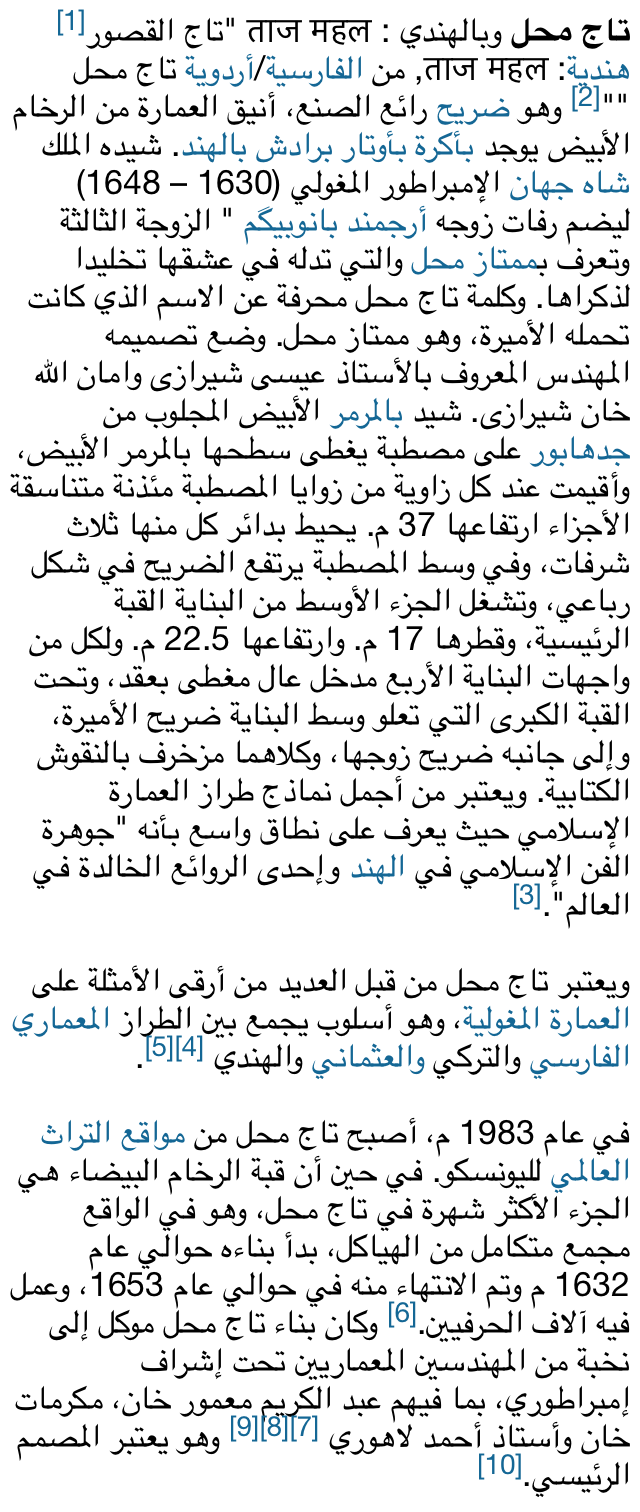 تاج محل وبالهندي : ताज महल "تاج القصور[1]
هندية: ताज महल, من الفارسية/أردوية تاج محل
""[2] وهو ضريح رائع الصنع، أنيق العمارة من الرخام
الأبيض يوجد بأكرة بأوتار برادش بالهند. شيده الملك
شاه جهان الإمبراطور المغولي (1630 – 1648)
ليضم رفات زوجه أرجمند بانوبيگم " الزوجة الثالثة
وتعرف بممتاز محل والتي تدله في عشقها تخليدا
لذكراها. وكلمة تاج محل محرفة عن الاسم الذي كانت
تحمله الأميرة، وهو ممتاز محل. وضع تصميمه
المهندس المعروف بالأستاذ عيسى شيرازى وامان الله
خان شيرازى. شيد بالمرمر الأبيض المجلوب من
جدهابور على مصطبة يغطى سطحها بالمرمر الأبيض،
وأقيمت عند كل زاوية من زوايا المصطبة مئذنة متناسقة
الأجزاء ارتفاعها 37 م. يحيط بدائر كل منها ثلاث
شرفات، وفي وسط المصطبة يرتفع الضريح في شكل
رباعي، وتشغل الجزء الأوسط من البناية القبة
الرئيسية، وقطرها 17 م. وارتفاعها 22.5 م. ولكل من
واجهات البناية الأربع مدخل عال مغطى بعقد، وتحت
القبة الكبرى التي تعلو وسط البناية ضريح الأميرة،
وإلى جانبه ضريح زوجها، وكلاهما مزخرف بالنقوش
الكتابية. ويعتبر من أجمل نماذج طراز العمارة
الإسلامي حيث يعرف على نطاق واسع بأنه "جوهرة
الفن الإسلامي في الهند وإحدى الروائع الخالدة في
العالم".[3]
ويعتبر تاج محل من قبل العديد من أرقى الأمثلة على
العمارة المغولية، وهو أسلوب يجمع بين الطراز المعماري
الفارسي والتركي والعثماني والهندي [4][5].
في عام 1983 م، أصبح تاج محل من مواقع التراث
العالمي لليونسكو. في حين أن قبة الرخام البيضاء هي
الجزء الأكثر شهرة في تاج محل، وهو في الواقع
مجمع متكامل من الهياكل، بدأ بناءه حوالي عام
1632 م وتم الانتهاء منه في حوالي عام 1653، وعمل
فيه آلاف الحرفيين.[6] وكان بناء تاج محل موكل إلى
نخبة من المهندسين المعماريين تحت إشراف
إمبراطوري، بما فيهم عبد الكريم معمور خان، مكرمات
خان وأستاذ أحمد لاهوري [7][8][9] وهو يعتبر المصمم
الرئيسي.[10]